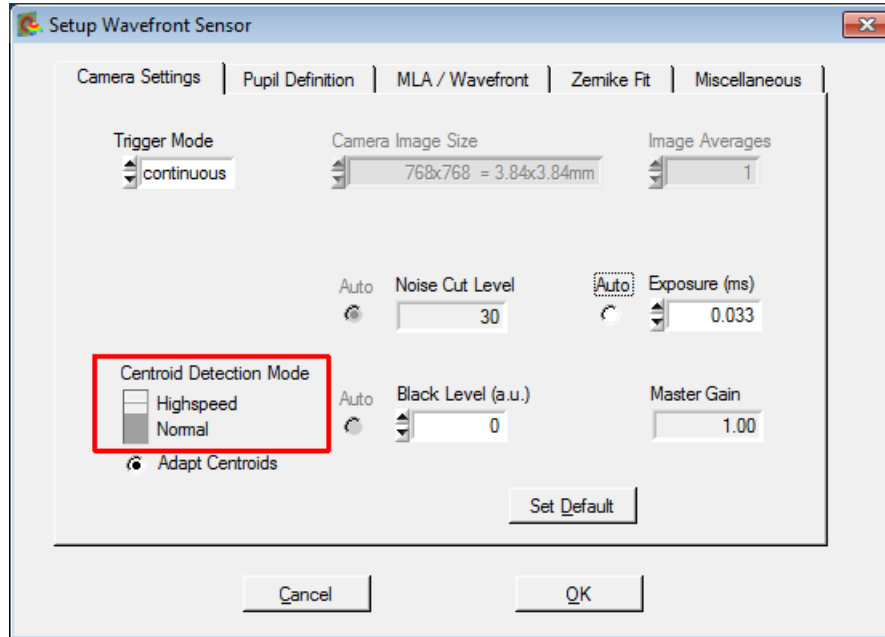 Setup Wavefront Sensor
Camera Settings
Pupil Definition
MLA / Wavefront
Zernike Fit
Miscellaneous
Trigger Mode
Camera Image Size
Image Averages
continuous
768x768 = 3.84x3.84mm
1
Auto
Noise Cut Level
Auto
Exposure (ms)
30
0.033
Centroid Detection Mode
Highspeed
Normal
Auto
Black Level (a.u.)
Master Gain
0
1.00
Adapt Centroids
Set Default
Cancel
OK